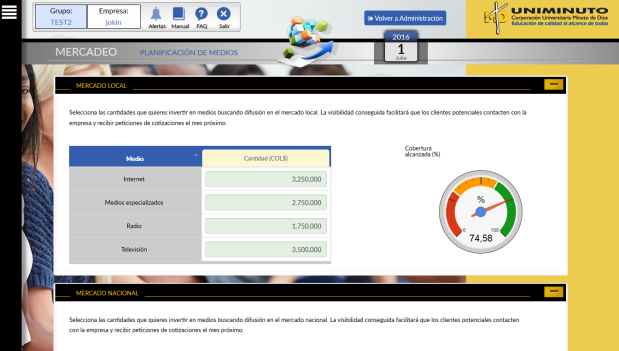 Grupo:
TEST2
Empresa:
jokin
Alertas Manual FAQ Salir
Volver a Administración
UNIMINUTO
Corporación Universitaria Minuto de Dios
Educación de calidad al alcance de todos
2016
1
Julio
MERCADEO
PLANIFICACIÓN DE MEDIOS
MERCADO LOCAL
Selecciona las cantidades que quieres invertir en medios buscando difusión en el mercado local. La visibilidad conseguida facilitará que los clientes potenciales contacten con la
empresa y recibir peticiones de cotizaciones el mes próximo.
Medio
Cantidad (COL$)
Internet
3.250.000
Medios especializados
2.750.000
Radio
1.750.000
Televisión
3.500.000
Cobertura
alcanzada (%)
%
0
100
74,58
MERCADO NACIONAL
Selecciona las cantidades que quieres invertir en medios buscando difusión en el mercado nacional. La visibilidad conseguida facilitará que los clientes potenciales contacten
con la empresa y recibir peticiones de cotizaciones el mes próximo.